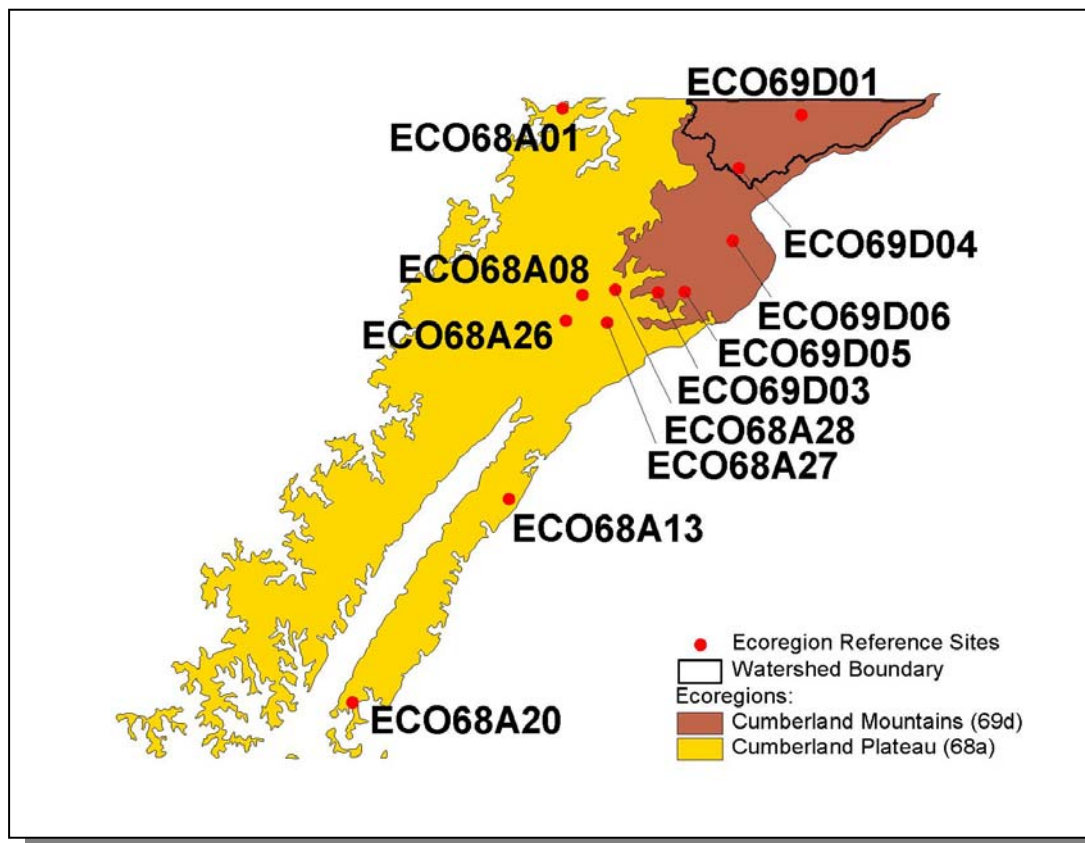 ECO69D01
ECO68A01
ECO69D04
ECO68A08
ECO69D06
ECO68A26
ECO69D05
ECO69D03
ECO68A28
ECO68A27
ECO68A13
Ecoregion Reference Sites
Watershed Boundary
Ecoregions:
Cumberland Mountains (69d)
ECO68A20
Cumberland Plateau (68a)